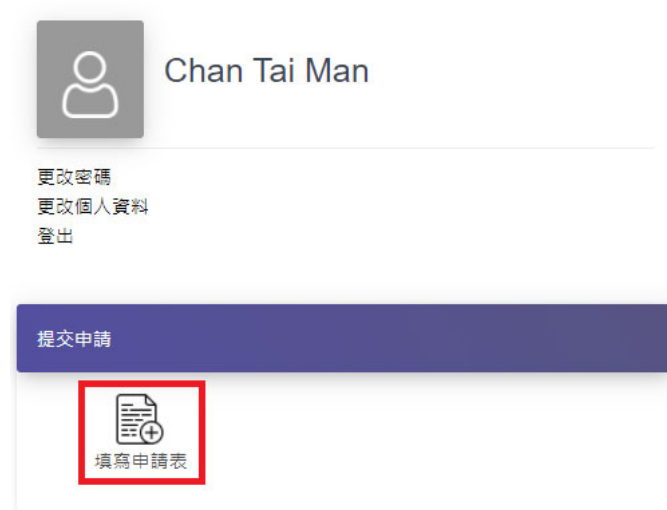 Chan Tai Man
更改密碼
更改個人資料
登出
提交申請
填寫申請表